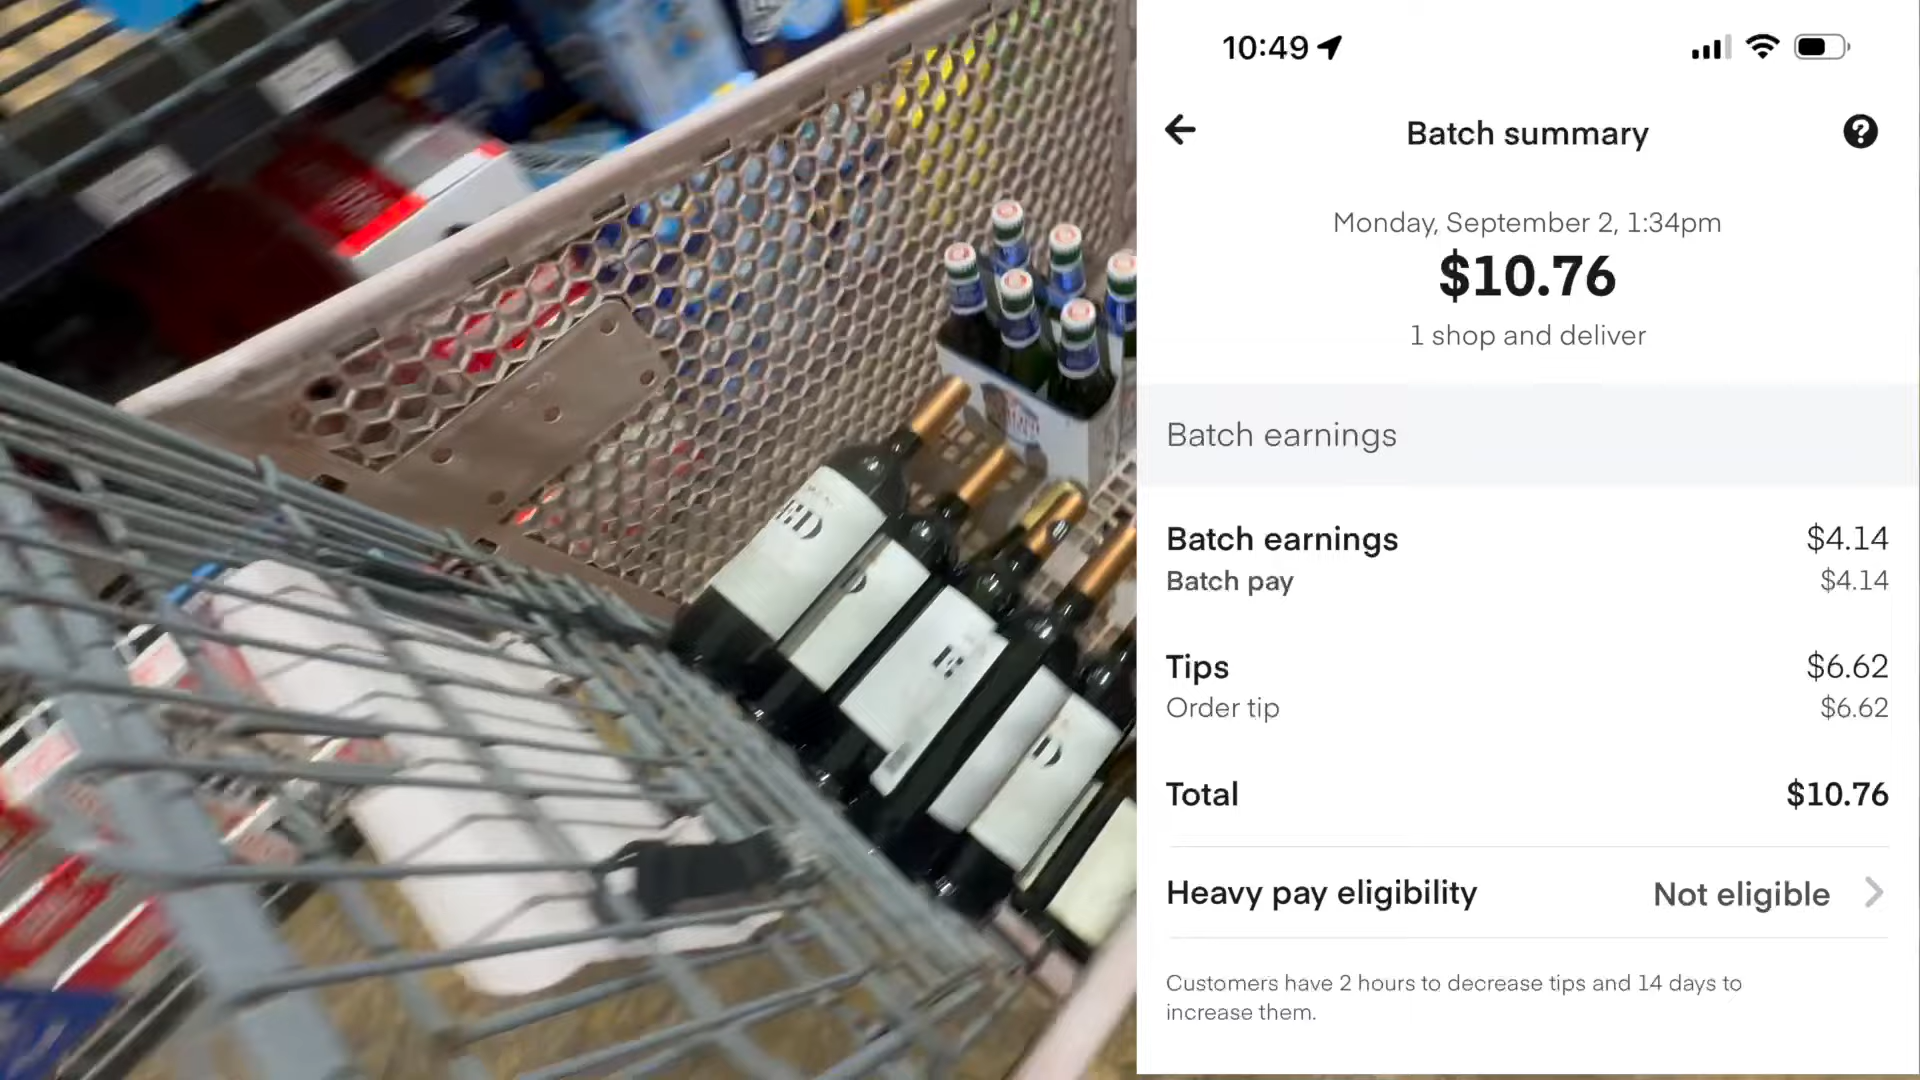 10:49
Batch summary
?
Monday, September 2, 1:34pm
$10.76
1 shop and deliver
Batch earnings
Batch earnings $4.14
Batch pay $4.14
Tips $6.62
Order tip $6.62
Total $10.76
Heavy pay eligibility Not eligible
Customers have 2 hours to decrease tips and 14 days to
increase them.
ED
D